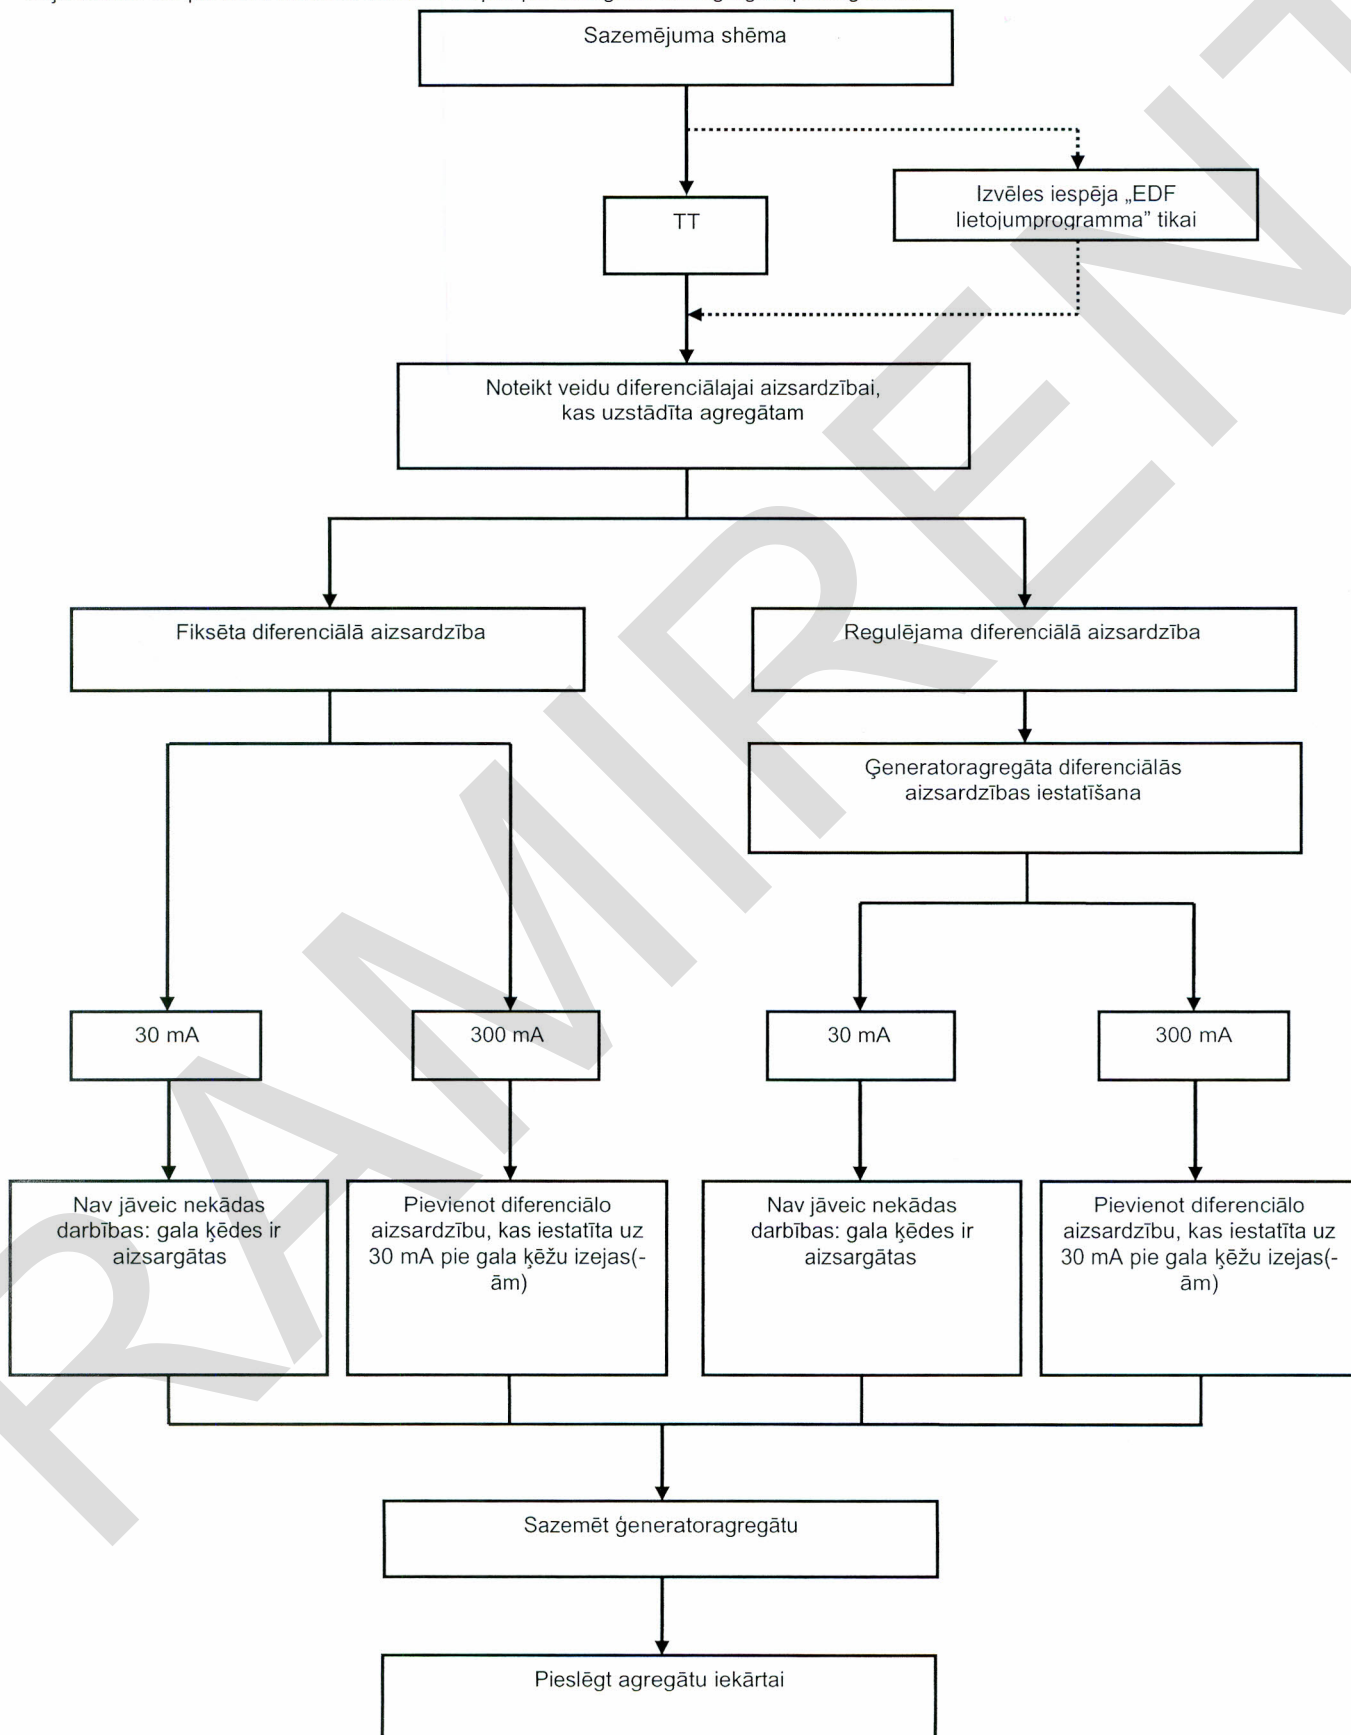 Sazemējuma shēma
Izvēles iespēja „EDF
lietojumprogramma” tikai
TT
Noteikt veidu diferenciālajai aizsardzībai,
kas uzstādīta agregātam
Fiksēta diferenciālā aizsardzība
Regulējama diferenciālā aizsardzība
Ģeneratoragregāta diferenciālās
aizsardzības iestatīšana
30 mA
300 mA
30 mA
300 mA
Nav jāveic nekādas
darbības: gala ķēdes ir
aizsargātas
Pievienot diferenciālo
aizsardzību, kas iestatīta uz
30 mA pie gala ķēžu izejas(-
ām)
Nav jāveic nekādas
darbības: gala ķēdes ir
aizsargātas
Pievienot diferenciālo
aizsardzību, kas iestatīta uz
30 mA pie gala ķēžu izejas(-
ām)
Sazemēt ģeneratoragregātu
Pieslēgt agregātu iekārtai
RAMIRENT